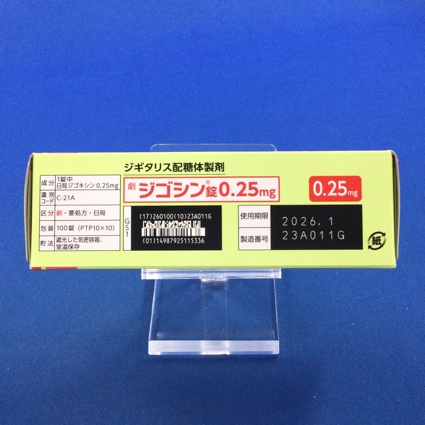 ジギタリス配糖体製剤
劇 ジゴシン®錠0.25mg
0.25mg
成分 1錠中 日局ジゴキシン 0.25mg
識別コード C-21A
区分 劇・要処方・日局
包装 100錠 (PTP10×10)
貯法 遮光した気密容器、室温保存
GS1
(17)260100(10)23A011G
(01)14987925115336
使用期限 2026.1
製造番号 23A011G
紙